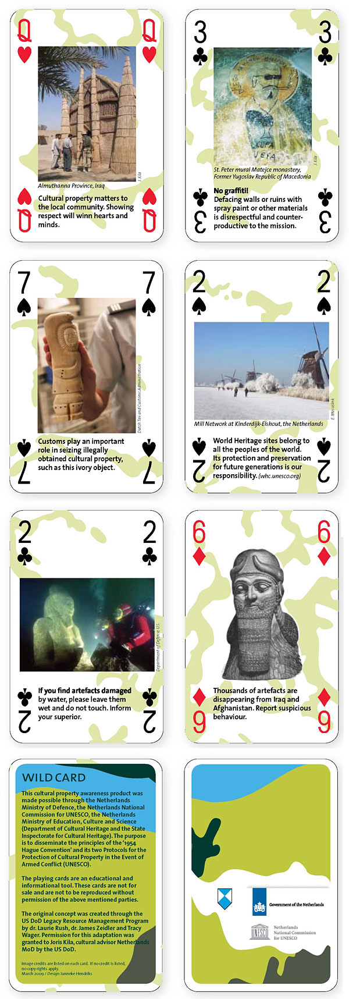 Q Q
J. Kila
Almuthanna Province, Iraq
Cultural property matters to
the local community. Showing
respect will winn hearts and
minds.
Q Q
3 3
J. Kila
St. Peter mural Matejce monastery,
Former Yugoslav Republic of Macedonia
No graffiti!
Defacing walls or ruins with
spray paint or other materials
is disrespectful and counter-
productive to the mission.
3 3
7 7
Dutch Tax and Customs Administration
Customs play an important
role in seizing illegally
obtained cultural property,
such as this ivory object.
7 7
2 2
E. Masselink
Mill Network at Kinderdijk-Elshout, the Netherlands
World Heritage sites belong to
all the peoples of the world.
Its protection and preservation
for future generations is our
responsibility. (whc.unesco.org)
2 2
2 2
Department of Defense U.S.
If you find artefacts damaged
by water, please leave them
wet and do not touch. Inform
your superior.
2 2
6 6
Thousands of artefacts are
disappearing from Iraq and
Afghanistan. Report suspicious
behaviour.
6 6
WILD CARD
This cultural property awareness product was
made possible through the Netherlands
Ministry of Defence, the Netherlands National
Commission for UNESCO, the Netherlands
Ministry of Education, Culture and Science
(Department of Cultural Heritage and the State
Inspectorate for Cultural Heritage). The purpose
is to disseminate the principles of the '1954
Hague Convention' and its two Protocols for the
Protection of Cultural Property in the Event of
Armed Conflict (UNESCO).
The playing cards are an educational and
informational tool. These cards are not for
sale and are not to be reproduced without
permission of the above mentioned parties.
The original concept was created through the
US DoD Legacy Resource Management Program
by dr. Laurie Rush, dr. James Zeidler and Tracy
Wager. Permission for this adaptation was
granted to Joris Kila, cultural advisor Netherlands
MoD by the US DoD.
Image credits are listed on each card. If no credit is listed,
no copy rights apply.
March 2009 / Design Janneke Hendriks
Government of the Netherlands
UNESCO
Netherlands
National Commission
for UNESCO